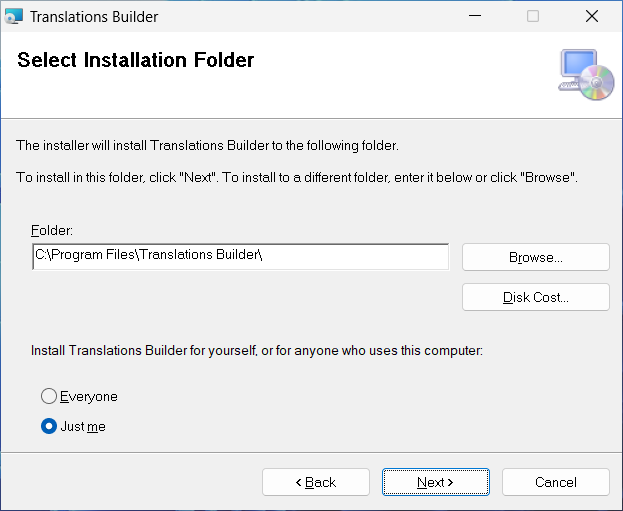 Translations Builder
Select Installation Folder
The installer will install Translations Builder to the following folder.
To install in this folder, click "Next". To install to a different folder, enter it below or click "Browse".
Folder:
C:\Program Files\Translations Builder\
Browse...
Disk Cost...
Install Translations Builder for yourself, or for anyone who uses this computer:
Everyone
Just me
< Back
Next >
Cancel